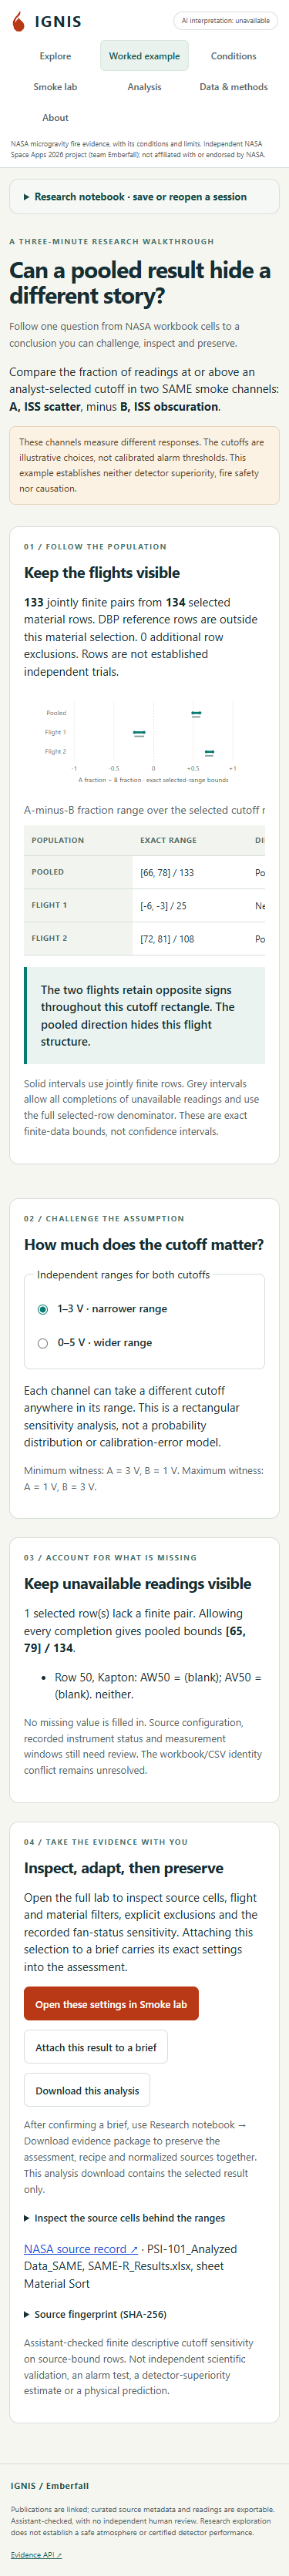 IGNIS
AI interpretation: unavailable
Explore
Worked example
Conditions
Smoke lab
Analysis
Data & methods
About
NASA microgravity fire evidence, with its conditions and limits. Independent NASA
Space Apps 2026 project (team Emberfall); not affiliated with or endorsed by NASA.
▸ Research notebook · save or reopen a session
A THREE-MINUTE RESEARCH WALKTHROUGH
Can a pooled result hide a
different story?
Follow one question from NASA workbook cells to a
conclusion you can challenge, inspect and preserve.
Compare the fraction of readings at or above an
analyst-selected cutoff in two SAME smoke channels:
A, ISS scatter, minus B, ISS obscuration.
These channels measure different responses. The cutoffs are
illustrative choices, not calibrated alarm thresholds. This
example establishes neither detector superiority, fire safety
nor causation.
01 / FOLLOW THE POPULATION
Keep the flights visible
133 jointly finite pairs from 134 selected
material rows. DBP reference rows are outside
this material selection. 0 additional row
exclusions. Rows are not established
independent trials.
Pooled
Flight 1
Flight 2
-1 -0.5 0 +0.5 +1
A fraction − B fraction · exact selected-range bounds
A-minus-B fraction range over the selected cutoff r
POPULATION EXACT RANGE DI
POOLED [66, 78] / 133 Po
FLIGHT 1 [-6, -3] / 25 Ne
FLIGHT 2 [72, 81] / 108 Po
The two flights retain opposite signs
throughout this cutoff rectangle. The
pooled direction hides this flight
structure.
Solid intervals use jointly finite rows. Grey intervals
allow all completions of unavailable readings and use
the full selected-row denominator. These are exact
finite-data bounds, not confidence intervals.
02 / CHALLENGE THE ASSUMPTION
How much does the cutoff matter?
Independent ranges for both cutoffs
1–3 V · narrower range
0–5 V · wider range
Each channel can take a different cutoff
anywhere in its range. This is a rectangular
sensitivity analysis, not a probability
distribution or calibration-error model.
Minimum witness: A = 3 V, B = 1 V. Maximum witness:
A = 1 V, B = 3 V.
03 / ACCOUNT FOR WHAT IS MISSING
Keep unavailable readings visible
1 selected row(s) lack a finite pair. Allowing
every completion gives pooled bounds [65,
79] / 134.
• Row 50, Kapton: AW50 = (blank); AV50 =
(blank). neither.
No missing value is filled in. Source configuration,
recorded instrument status and measurement
windows still need review. The workbook/CSV identity
conflict remains unresolved.
04 / TAKE THE EVIDENCE WITH YOU
Inspect, adapt, then preserve
Open the full lab to inspect source cells, flight
and material filters, explicit exclusions and the
recorded fan-status sensitivity. Attaching this
selection to a brief carries its exact settings
into the assessment.
Open these settings in Smoke lab
Attach this result to a brief
Download this analysis
After confirming a brief, use Research notebook →
Download evidence package to preserve the
assessment, recipe and normalized sources together.
This analysis download contains the selected result
only.
▸ Inspect the source cells behind the ranges
NASA source record ↗ · PSI-101_Analyzed
Data_SAME, SAME-R_Results.xlsx, sheet
Material Sort
▸ Source fingerprint (SHA-256)
Assistant-checked finite descriptive cutoff sensitivity
on source-bound rows. Not independent scientific
validation, an alarm test, a detector-superiority
estimate or a physical prediction.
IGNIS / Emberfall
Publications are linked; curated source metadata and readings are exportable.
Assistant-checked, with no independent human review. Research exploration
does not establish a safe atmosphere or certified detector performance.
Evidence API ↗